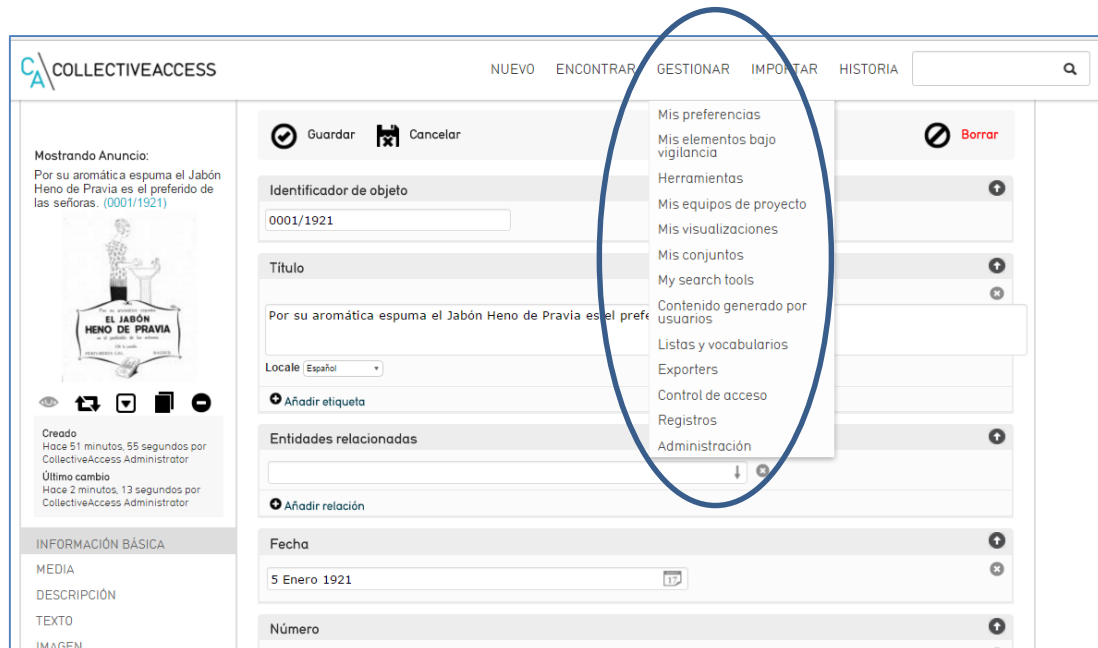 CA COLLECTIVEACCESS
NUEVO ENCONTRAR GESTIONAR IMPORTAR HISTORIA
Mis preferencias
Mis elementos bajo
vigilancia
Herramientas
Mis equipos de proyecto
Mis visualizaciones
Mis conjuntos
My search tools
Contenido generado por
usuarios
Listas y vocabularios
Exporters
Control de acceso
Registros
Administración
Mostrando Anuncio:
Por su aromática espuma el Jabón
Heno de Pravia es el preferido de
las señoras. (0001/1921)
EL JABÓN
HENO DE PRAVIA
Creado
Hace 51 minutos, 55 segundos por
CollectiveAccess Administrator
Último cambio
Hace 2 minutos, 13 segundos por
CollectiveAccess Administrator
INFORMACIÓN BÁSICA
MEDIA
DESCRIPCIÓN
TEXTO
IMAGEN
Guardar Cancelar Borrar
Identificador de objeto
0001/1921
Título
Por su aromática espuma el Jabón Heno de Pravia es el prefe
Locale Español
Añadir etiqueta
Entidades relacionadas
Añadir relación
Fecha
5 Enero 1921
17
Número